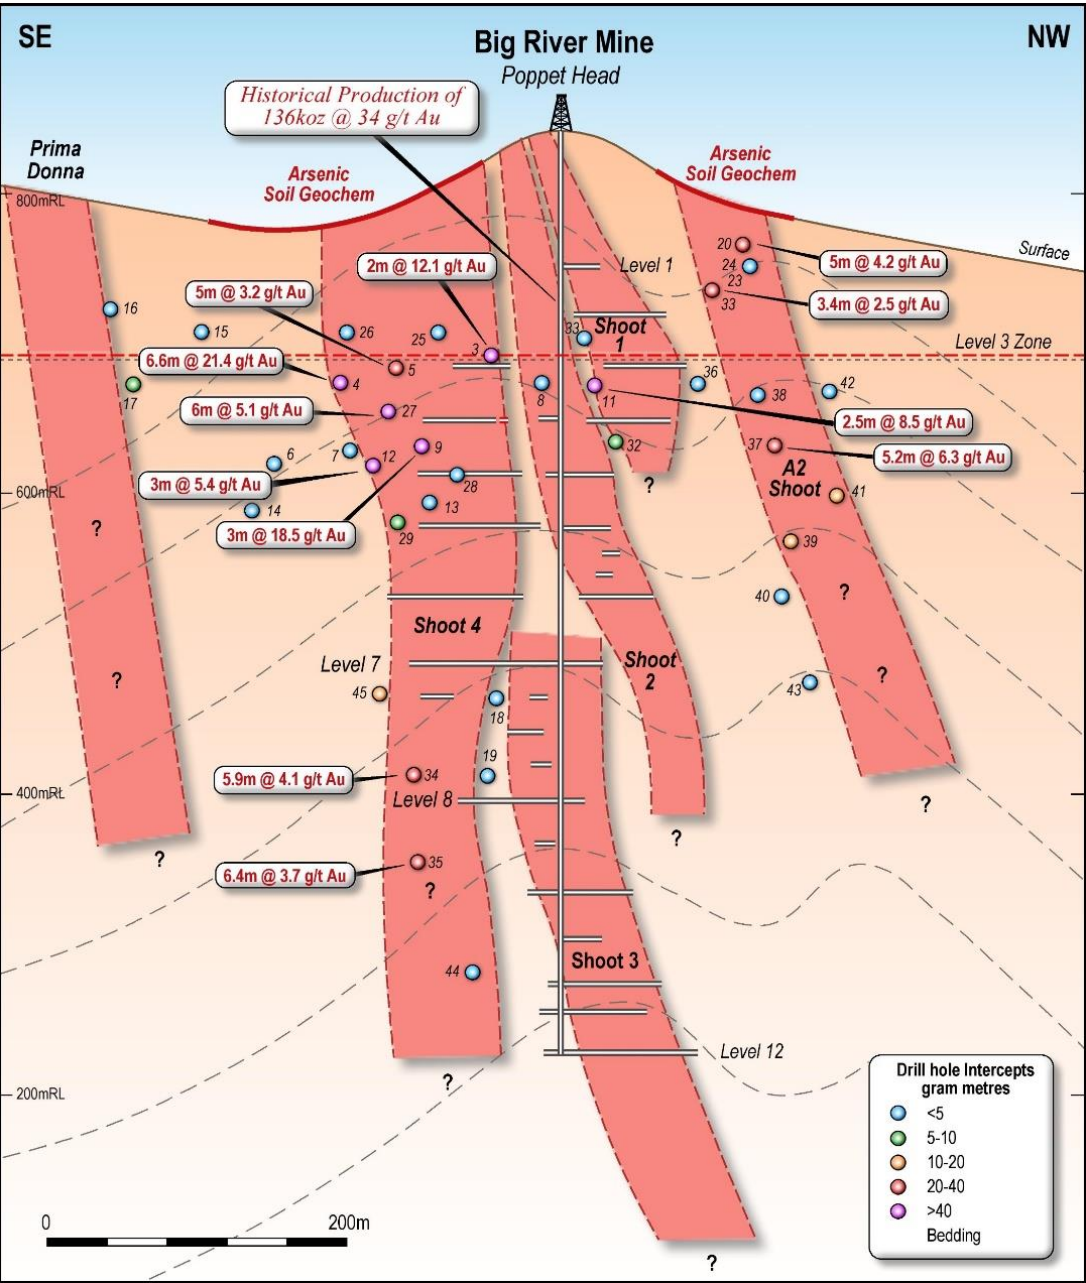 SE
NW
Big River Mine
Poppet Head
Historical Production of
136koz @ 34 g/t Au
Prima
Donna
Arsenic
Soil Geochem
Arsenic
Soil Geochem
800mRL
Surface
20
5m @ 4.2 g/t Au
24
23
33
3.4m @ 2.5 g/t Au
Level 1
2m @ 12.1 g/t Au
5m @ 3.2 g/t Au
16
15
26
25
33
Shoot
1
Level 3 Zone
3
6.6m @ 21.4 g/t Au
4
5
8
11
36
38
42
17
6m @ 5.1 g/t Au
27
2.5m @ 8.5 g/t Au
6
7
12
9
32
37
5.2m @ 6.3 g/t Au
A2
Shoot
3m @ 5.4 g/t Au
28
?
600mRL
14
13
41
3m @ 18.5 g/t Au
29
39
?
40
?
Shoot 4
Level 7
Shoot
2
?
?
45
18
43
5.9m @ 4.1 g/t Au
34
19
400mRL
Level 8
?
?
?
6.4m @ 3.7 g/t Au
35
?
44
Shoot 3
Level 12
?
200mRL
Drill hole Intercepts
gram metres
<5
5-10
10-20
20-40
>40
Bedding
0
200m
?